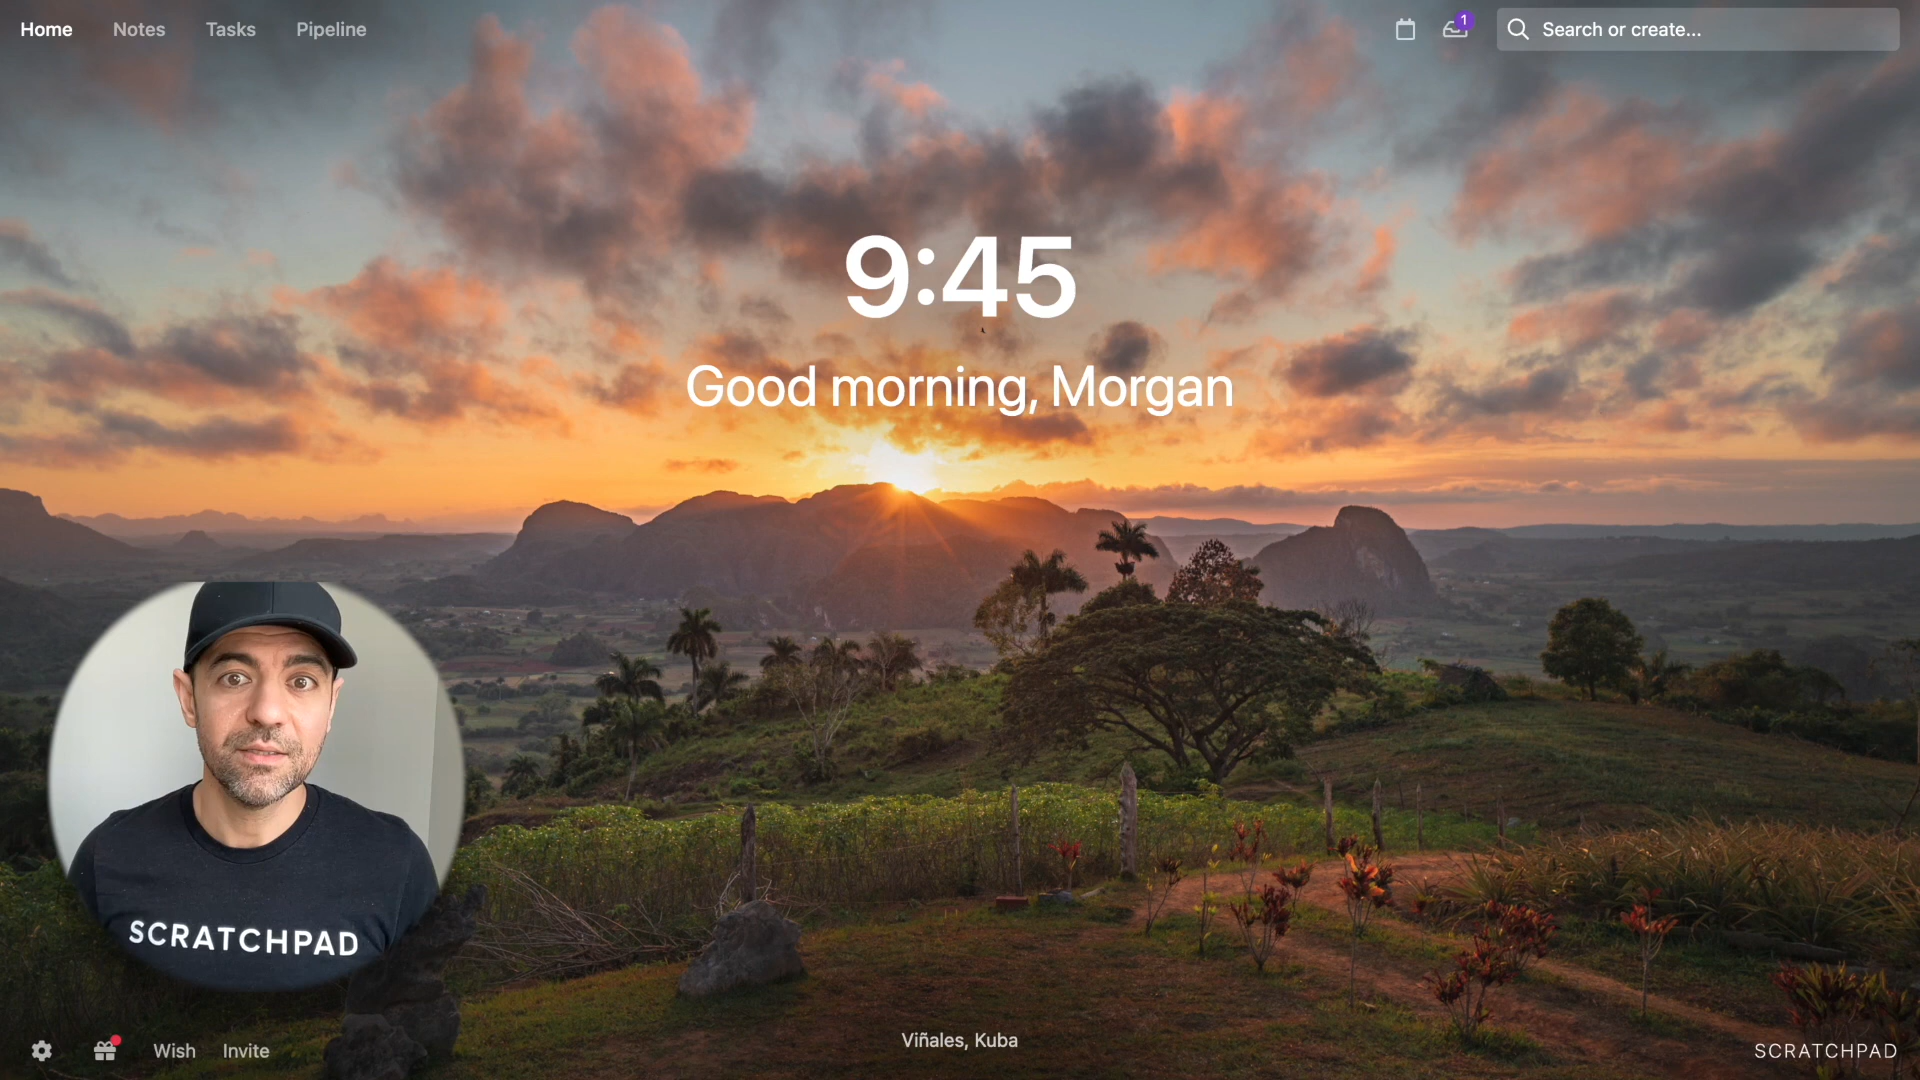 Home Notes Tasks Pipeline
1
Search or create...
9:45
Good morning, Morgan
SCRATCHPAD
Wish Invite
Viñales, Kuba
SCRATCHPAD